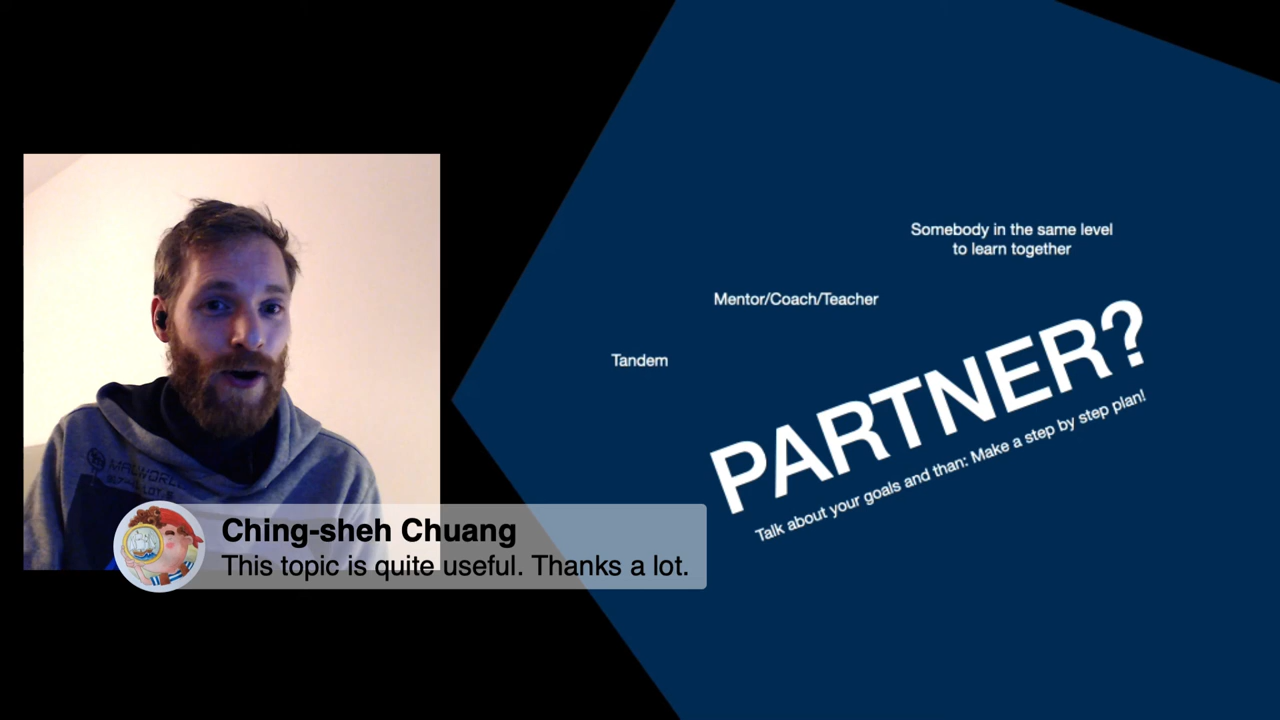 Somebody in the same level
to learn together
Mentor/Coach/Teacher
Tandem
PARTNER?
Talk about your goals and than: Make a step by step plan!
Ching-sheh Chuang
This topic is quite useful. Thanks a lot.